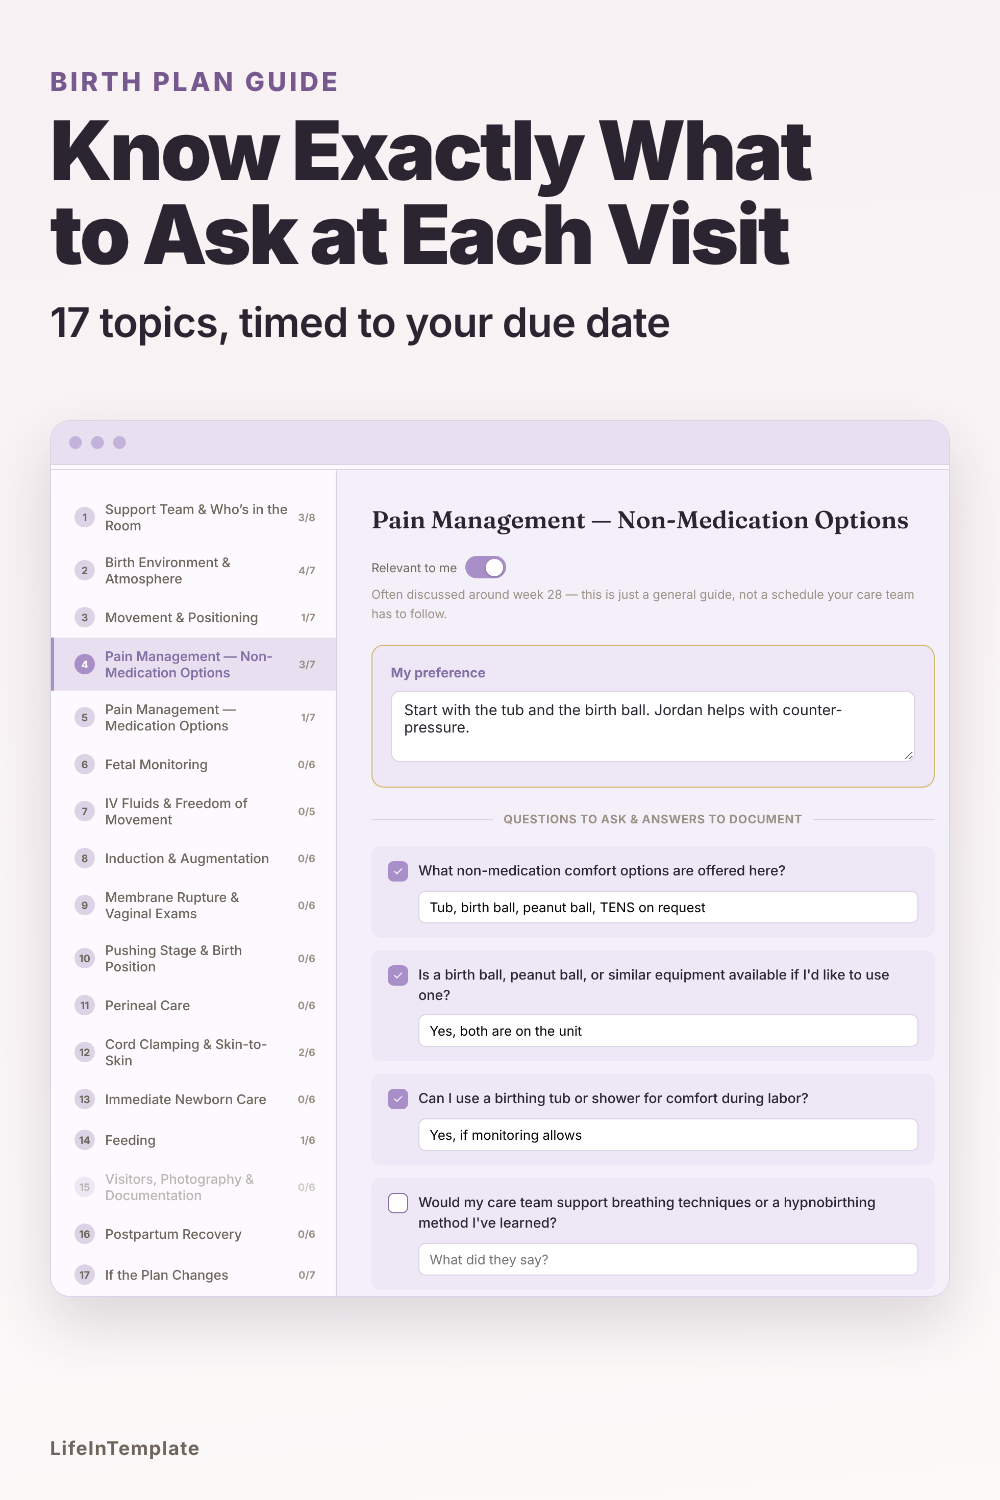 BIRTH PLAN GUIDE
Know Exactly What
to Ask at Each Visit
17 topics, timed to your due date
1 Support Team & Who's in the Room 3/8
2 Birth Environment & Atmosphere 4/7
3 Movement & Positioning 1/7
4 Pain Management — Non-Medication Options 3/7
5 Pain Management — Medication Options 1/7
6 Fetal Monitoring 0/6
7 IV Fluids & Freedom of Movement 0/5
8 Induction & Augmentation 0/6
9 Membrane Rupture & Vaginal Exams 0/6
10 Pushing Stage & Birth Position 0/6
11 Perineal Care 0/6
12 Cord Clamping & Skin-to-Skin 2/6
13 Immediate Newborn Care 0/6
14 Feeding 1/6
15 Visitors, Photography & Documentation 0/6
16 Postpartum Recovery 0/6
17 If the Plan Changes 0/7
Pain Management — Non-Medication Options
Relevant to me
Often discussed around week 28 — this is just a general guide, not a schedule your care team
has to follow.
My preference
Start with the tub and the birth ball. Jordan helps with counter-
pressure.
QUESTIONS TO ASK & ANSWERS TO DOCUMENT
What non-medication comfort options are offered here?
Tub, birth ball, peanut ball, TENS on request
Is a birth ball, peanut ball, or similar equipment available if I'd like to use
one?
Yes, both are on the unit
Can I use a birthing tub or shower for comfort during labor?
Yes, if monitoring allows
Would my care team support breathing techniques or a hypnobirthing
method I've learned?
What did they say?
LifeInTemplate